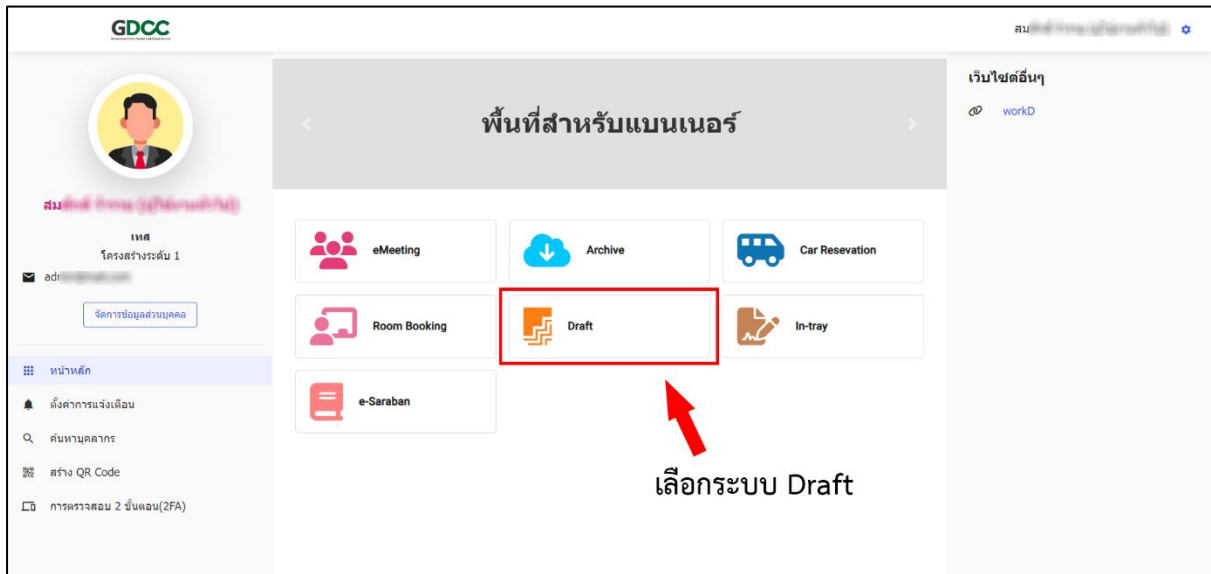 GDCC
สม
เว็บไซต์อื่นๆ
workD
พื้นที่สำหรับแบนเนอร์
สม
เทส
โครงสร้างระดับ 1
adr
จัดการข้อมูลส่วนบุคคล
หน้าหลัก
ตั้งค่าการแจ้งเตือน
ค้นหาบุคลากร
สร้าง QR Code
การตรวจสอบ 2 ขั้นตอน(2FA)
eMeeting
Archive
Car Resevation
Room Booking
Draft
In-tray
e-Saraban
เลือกระบบ Draft